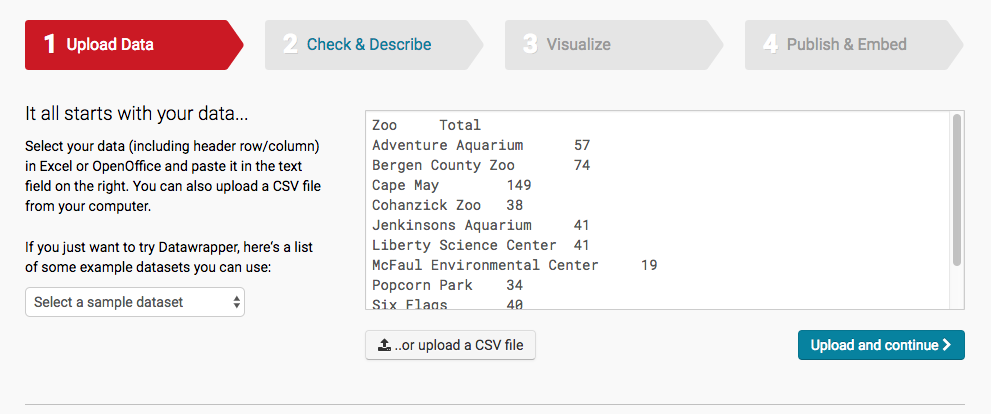 1 Upload Data
2 Check & Describe
3 Visualize
4 Publish & Embed
It all starts with your data...
Select your data (including header row/column)
in Excel or OpenOffice and paste it in the text
field on the right. You can also upload a CSV file
from your computer.
If you just want to try Datawrapper, here's a list
of some example datasets you can use:
Select a sample dataset
Zoo Total
Adventure Aquarium 57
Bergen County Zoo 74
Cape May 149
Cohanzick Zoo 38
Jenkinsons Aquarium 41
Liberty Science Center 41
McFaul Environmental Center 19
Popcorn Park 34
Six Flags 40
..or upload a CSV file
Upload and continue